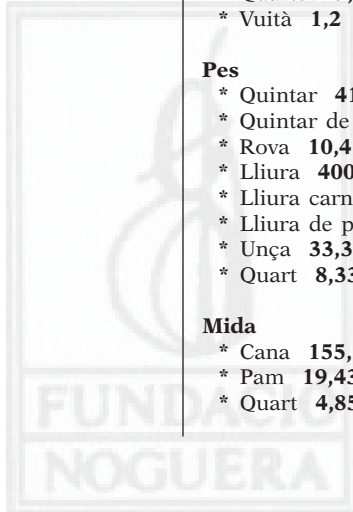 * Vuità 1,2
Pes
* Quintar 41
* Quintar de
* Rova 10,4
* Lliura 400
* Lliura carn
* Lliura de p
* Unça 33,3
* Quart 8,33
Mida
* Cana 155,
* Pam 19,43
* Quart 4,85
FUNDACIÓ
NOGUERA